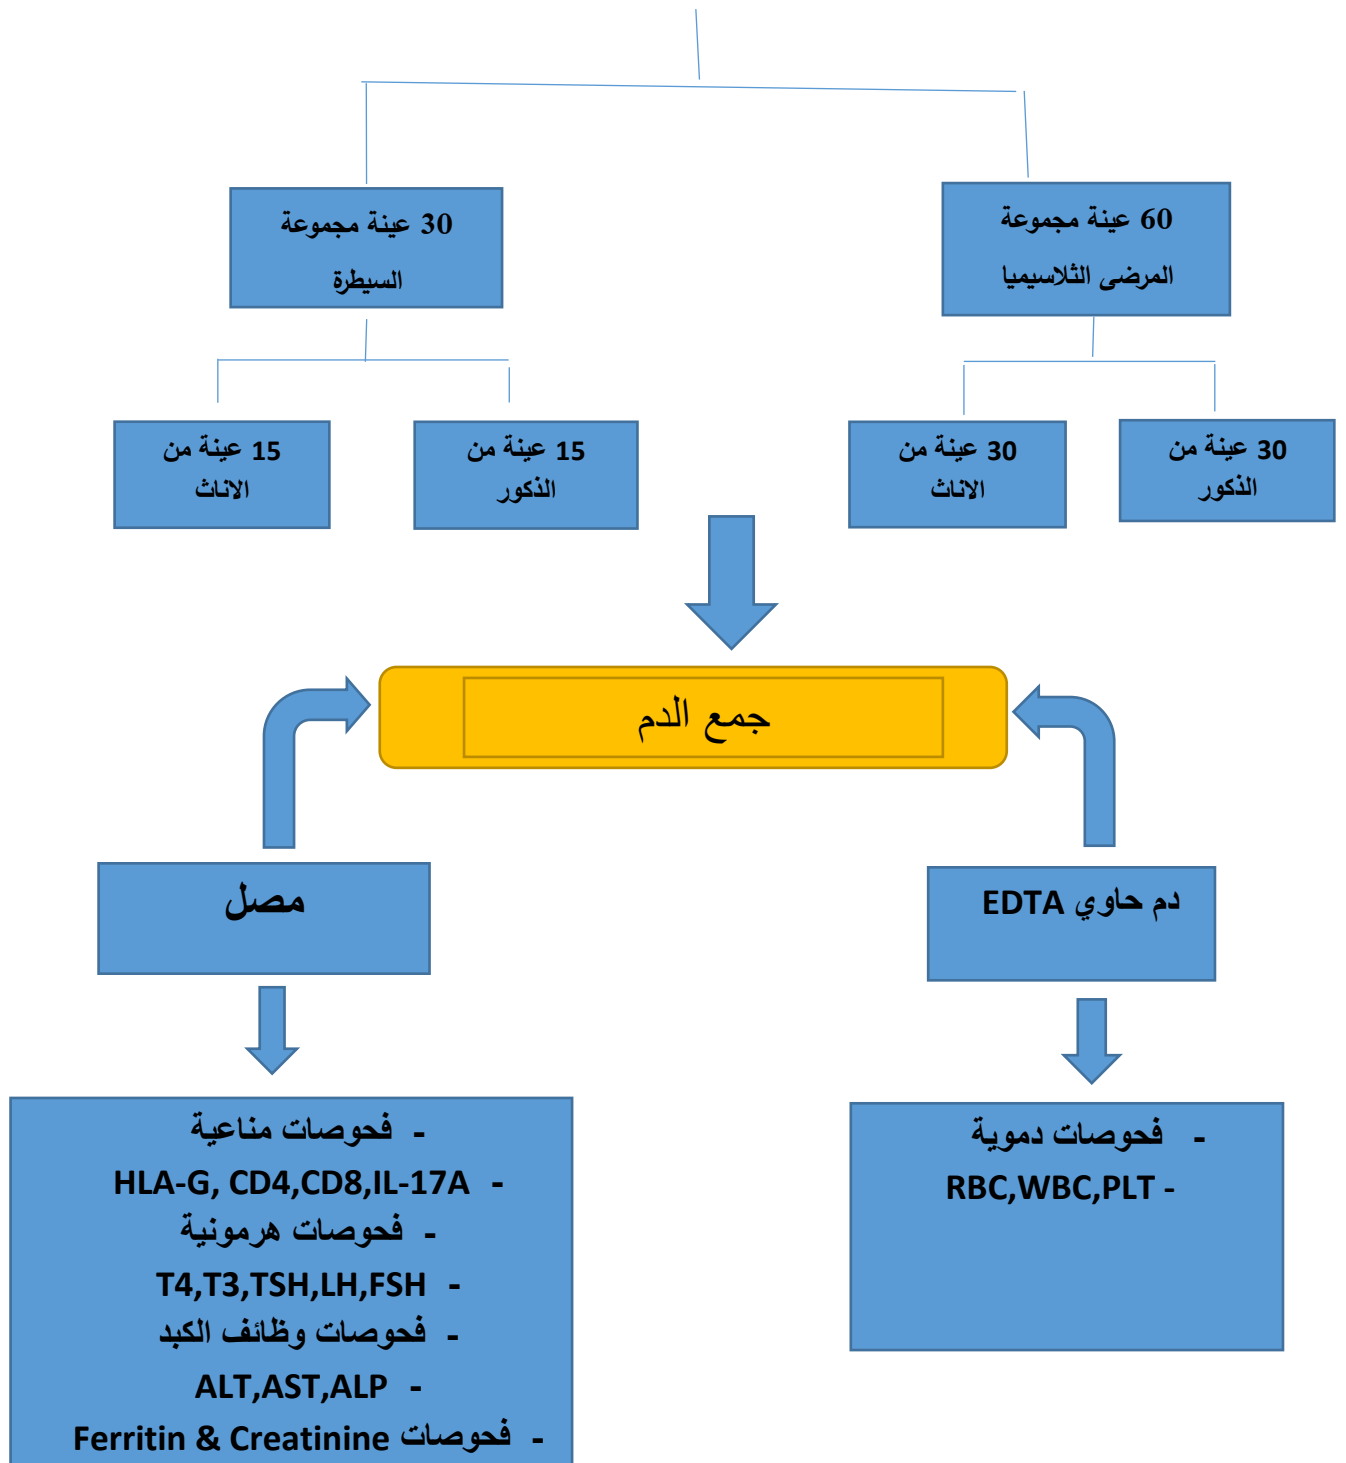 60 عينة مجموعة
المرضى الثلاسيميا
30 عينة مجموعة
السيطرة
30 عينة من
الذكور
30 عينة من
الاناث
15 عينة من
الذكور
15 عينة من
الاناث
جمع الدم
دم حاوي EDTA
مصل
- فحوصات دموية
- RBC,WBC,PLT
- فحوصات مناعية
- HLA-G, CD4,CD8,IL-17A
- فحوصات هرمونية
- T4,T3,TSH,LH,FSH
- فحوصات وظائف الكبد
- ALT,AST,ALP
- فحوصات Ferritin & Creatinine